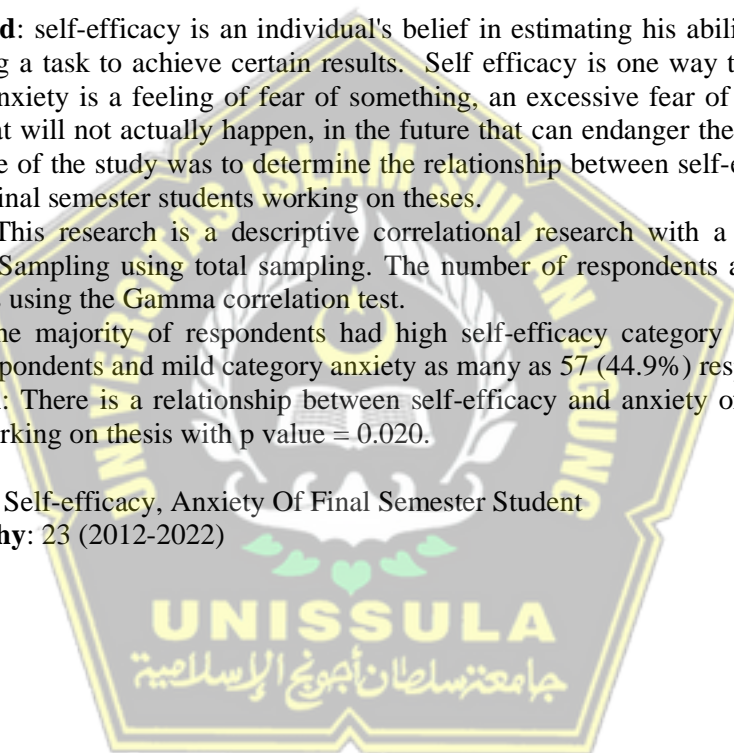 d: self-efficacy is an individual's belief in estimating his abili
g a task to achieve certain results. Self efficacy is one way t
nxiety is a feeling of fear of something, an excessive fear of
at will not actually happen, in the future that can endanger the
e of the study was to determine the relationship between self-e
inal semester students working on theses.
This research is a descriptive correlational research with a
Sampling using total sampling. The number of respondents a
s using the Gamma correlation test.
he majority of respondents had high self-efficacy category
pondents and mild category anxiety as many as 57 (44.9%) resp
: There is a relationship between self-efficacy and anxiety o
rking on thesis with p value = 0.020.
Self-efficacy, Anxiety Of Final Semester Student
hy: 23 (2012-2022)
UNIVERSITAS ISLAM SULTAN AGUNG
UNISSULA
جامعة سلطان أجونج الإسلامية